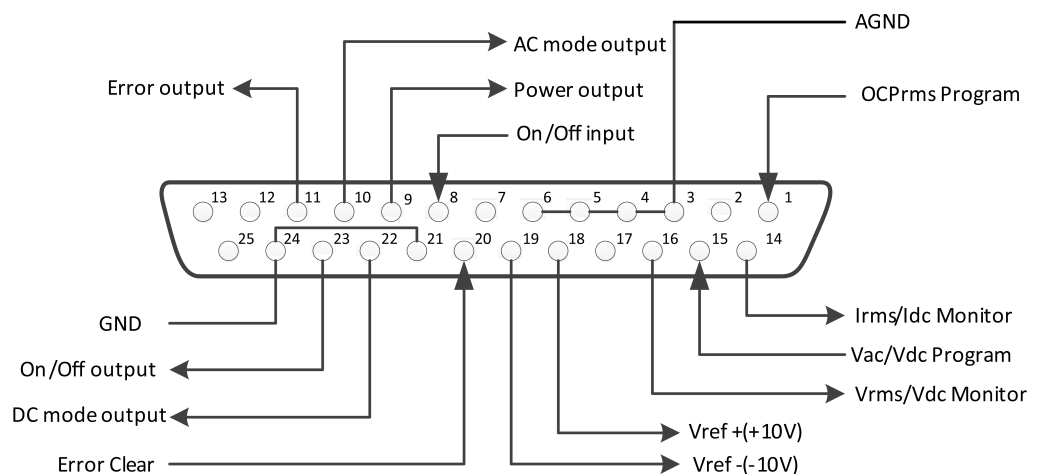 AGND
AC mode output
Error output
Power output
OCPrms Program
On/Off input
13 12 11 10 9 8 7 6 5 4 3 2 1
25 24 23 22 21 20 19 18 17 16 15 14
GND
Irms/Idc Monitor
Vac/Vdc Program
On/Off output
Vrms/Vdc Monitor
DC mode output
Vref +(+10V)
Error Clear
Vref -(-10V)